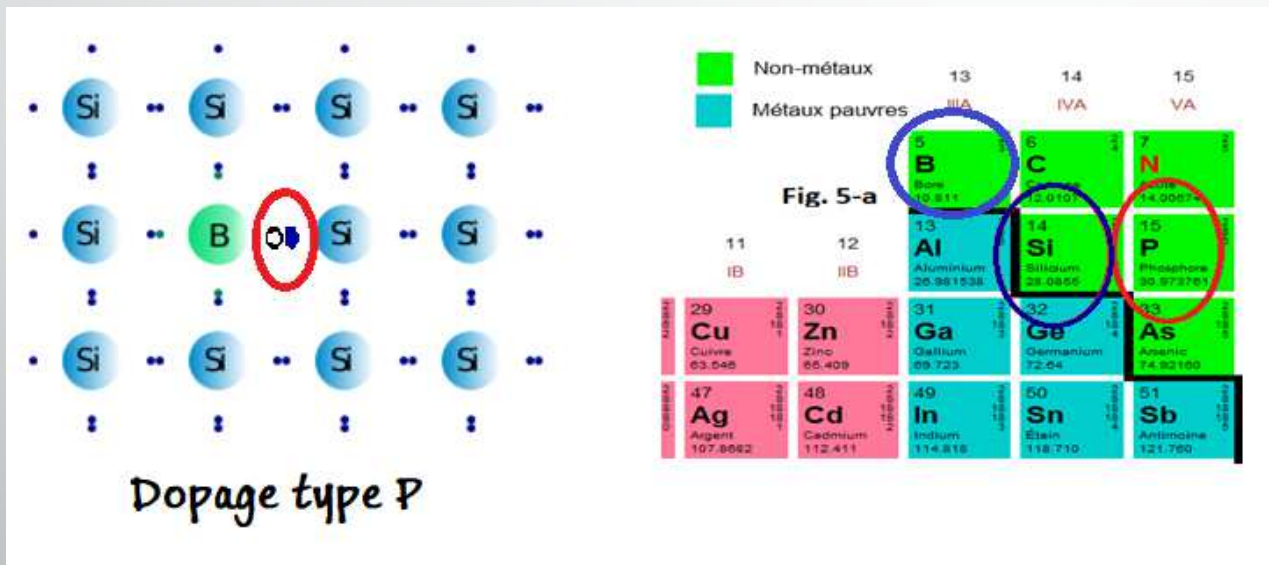 Si Si Si Si
Si B Si Si
Si Si Si Si
Dopage type P
Non-métaux
Métaux pauvres
Fig. 5-a
13 14 15
IIIA IVA VA
11 12
IB IIB
5 6 7
B C N
Bore
10.811 12.0107 14.00674
13 14 15
Al Si P
Aluminium Silicium Phosphore
26.981538 28.0855 30.973761
29 30 31 32 33
Cu Zn Ga Ge As
Cuivre Zinc Gallium Germanium Arsenic
63.546 65.409 69.723 72.64 74.92160
47 48 49 50 51
Ag Cd In Sn Sb
Argent Cadmium Indium Étain Antimoine
107.8682 112.411 114.818 118.710 121.760